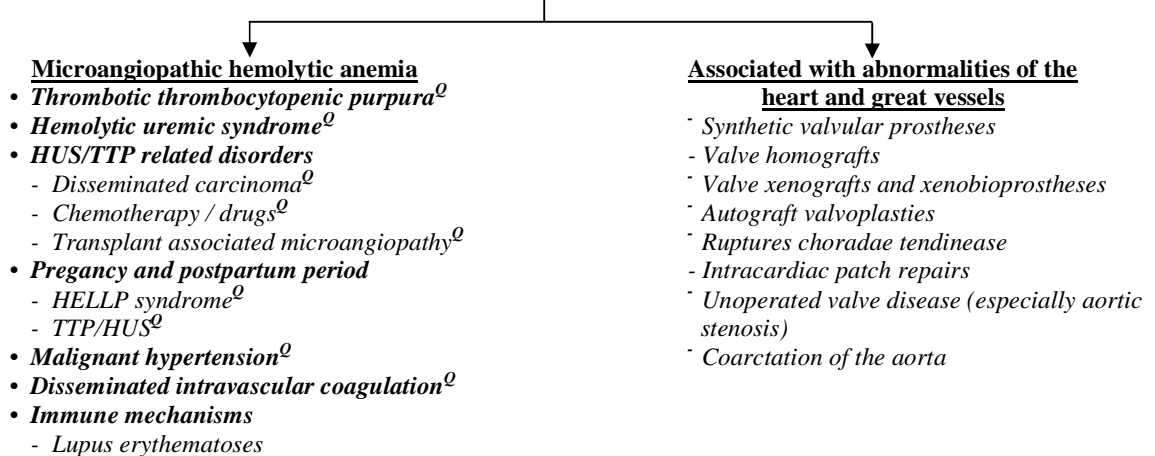 Microangiopathic hemolytic anemia
• Thrombotic thrombocytopenic purpuraQ
• Hemolytic uremic syndromeQ
• HUS/TTP related disorders
- Disseminated carcinomaQ
- Chemotherapy / drugsQ
- Transplant associated microangiopathyQ
• Pregancy and postpartum period
- HELLP syndromeQ
- TTP/HUSQ
• Malignant hypertensionQ
• Disseminated intravascular coagulationQ
• Immune mechanisms
- Lupus erythematoses
Associated with abnormalities of the
heart and great vessels
- Synthetic valvular prostheses
- Valve homografts
- Valve xenografts and xenobioprostheses
- Autograft valvoplasties
- Ruptures choradae tendinease
- Intracardiac patch repairs
- Unoperated valve disease (especially aortic
stenosis)
- Coarctation of the aorta